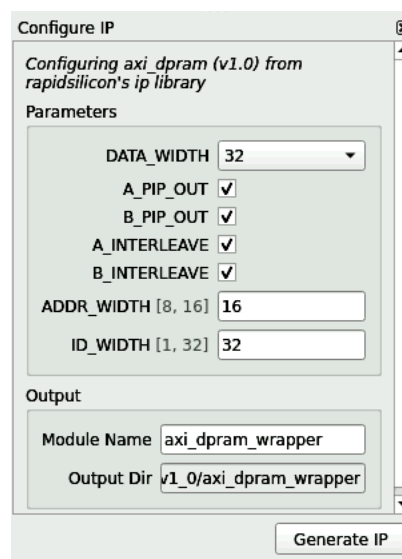 Configure IP
Configuring axi_dpram (v1.0) from
rapidsilicon's ip library
Parameters
DATA_WIDTH 32
A_PIP_OUT
B_PIP_OUT
A_INTERLEAVE
B_INTERLEAVE
ADDR_WIDTH [8, 16] 16
ID_WIDTH [1, 32] 32
Output
Module Name axi_dpram_wrapper
Output Dir v1_0/axi_dpram_wrapper
Generate IP